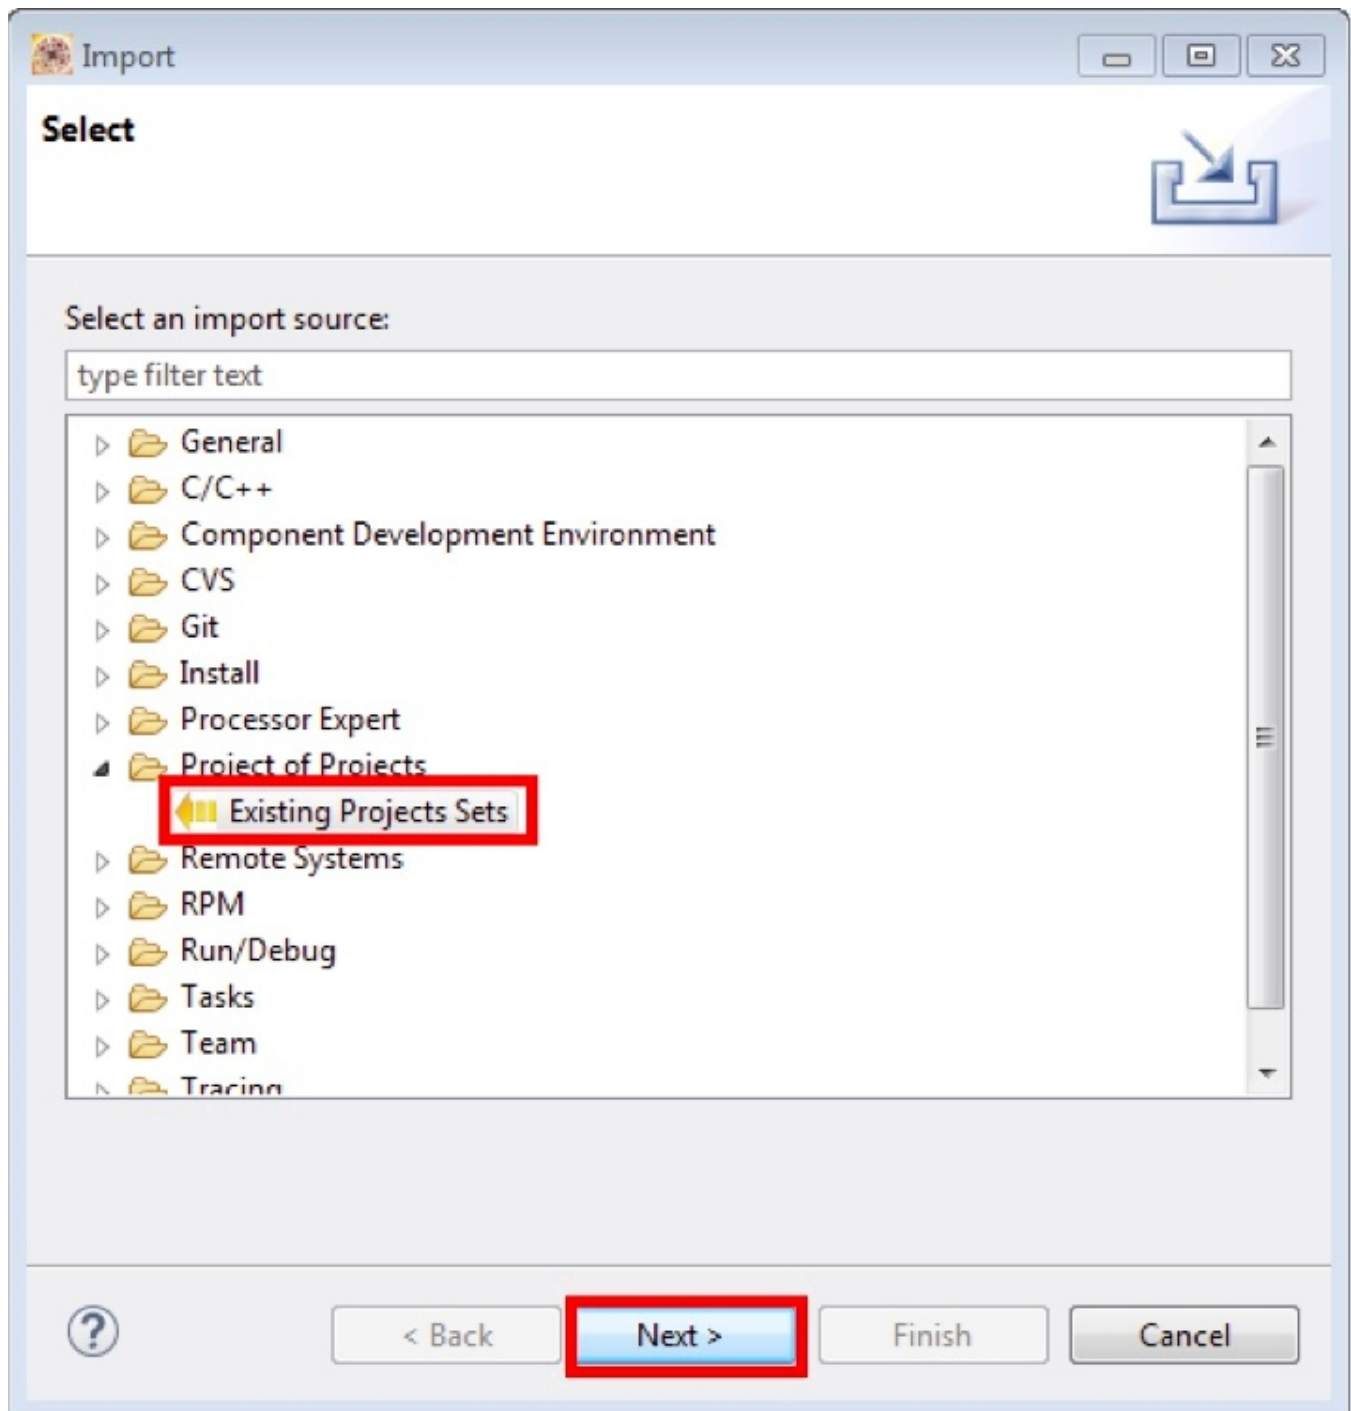 Import
Select
Select an import source:
type filter text
General
C/C++
Component Development Environment
CVS
Git
Install
Processor Expert
Project of Projects
Existing Projects Sets
Remote Systems
RPM
Run/Debug
Tasks
Team
Tracing
?
< Back Next > Finish Cancel